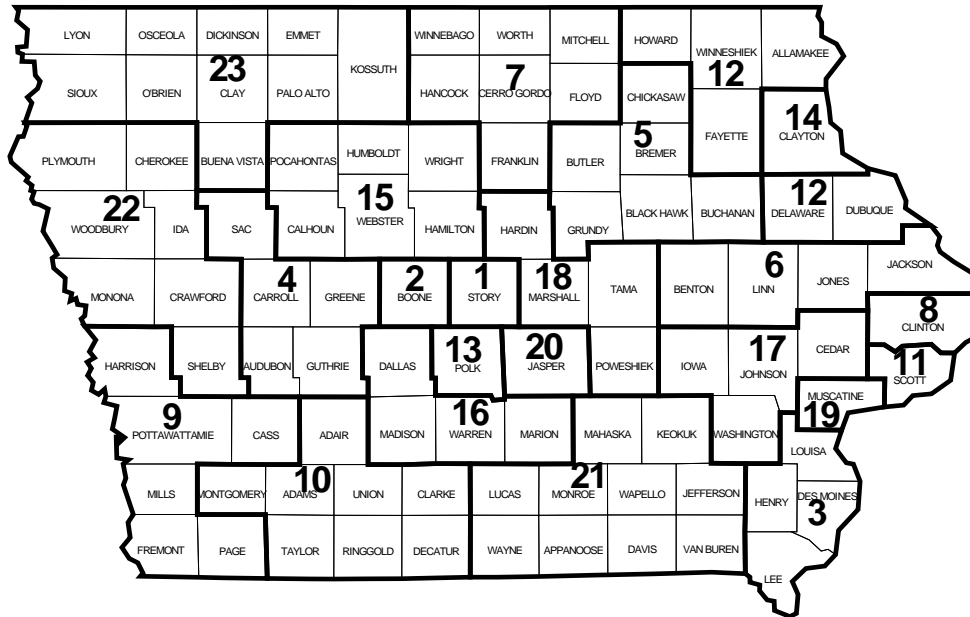 LYON OSCEOLA DICKINSON EMMET WINNEBAGO WORTH MITCHELL HOWARD WINNESHIEK ALLAMAKEE
KOSSUTH
23 7 12
SIOUX O'BRIEN CLAY PALO ALTO HANCOCK CERRO GORDO FLOYD CHICKASAW
14
FAYETTE CLAYTON
5
PLYMOUTH CHEROKEE BUENA VISTA POCAHONTAS HUMBOLDT WRIGHT FRANKLIN BUTLER BREMER
22 15 12
WOODBURY IDA SAC CALHOUN WEBSTER HAMILTON HARDIN GRUNDY BLACK HAWK BUCHANAN DELAWARE DUBUQUE
4 2 1 18 6
MONONA CRAWFORD CARROLL GREENE BOONE STORY MARSHALL TAMA BENTON LINN JONES JACKSON
8
CLINTON
13 20 17
HARRISON SHELBY AUDUBON GUTHRIE DALLAS POLK JASPER POWESHIEK IOWA JOHNSON CEDAR
11
SCOTT
MUSCATINE
9 16 19
POTTAWATTAMIE CASS ADAIR MADISON WARREN MARION MAHASKA KEOKUK WASHINGTON
LOUISA
10 21
MILLS MONTGOMERY ADAMS UNION CLARKE LUCAS MONROE WAPELLO JEFFERSON HENRY DES MOINES
3
FREMONT PAGE TAYLOR RINGGOLD DECATUR WAYNE APPANOOSE DAVIS VAN BUREN
LEE